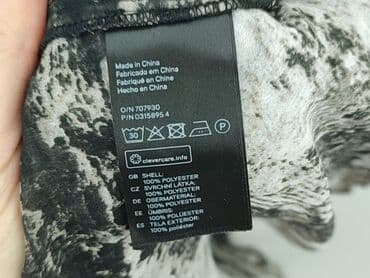 Made in China
Fabricado em China
Fabriqué en China
Hecho en China
O/N 707930
P/N 0315895 4
30 P
clevercare.info
GB SHELL:
100% POLYESTER
CZ SVRCHNÍ LÁTKA:
100% POLYESTER
DE OBERMATERIAL:
100% POLYESTER
EE ÜMBRIS:
100% POLÜESTER
ES TELA EXTERIOR:
100% poliéster